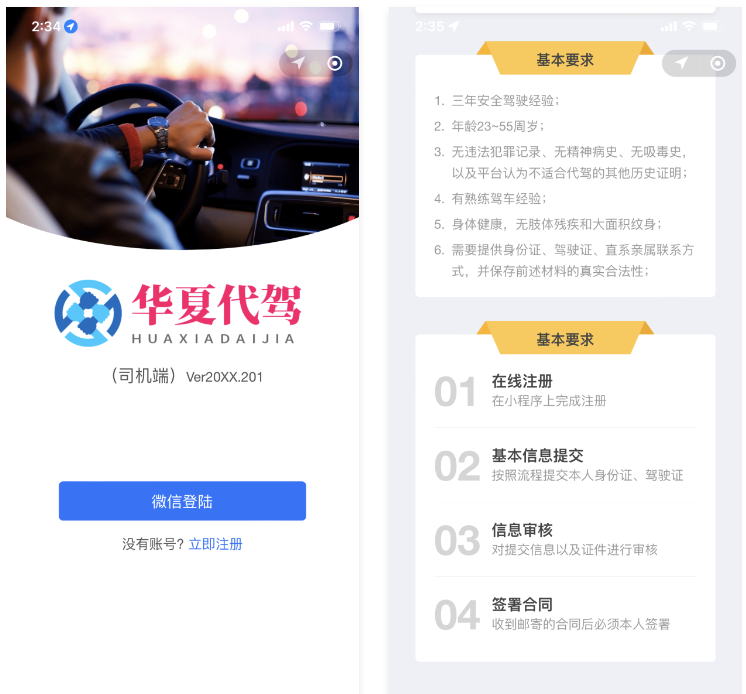 2:34
华夏代驾
HUAXIADAIJIA
（司机端）Ver20XX.201
微信登陆
没有账号? 立即注册
2:35
基本要求
1. 三年安全驾驶经验；
2. 年龄23~55周岁；
3. 无违法犯罪记录、无精神病史、无吸毒史，
以及平台认为不适合代驾的其他历史证明；
4. 有熟练驾车经验；
5. 身体健康，无肢体残疾和大面积纹身；
6. 需要提供身份证、驾驶证、直系亲属联系方
式，并保存前述材料的真实合法性；
基本要求
01 在线注册
在小程序上完成注册
02 基本信息提交
按照流程提交本人身份证、驾驶证
03 信息审核
对提交信息以及证件进行审核
04 签署合同
收到邮寄的合同后必须本人签署